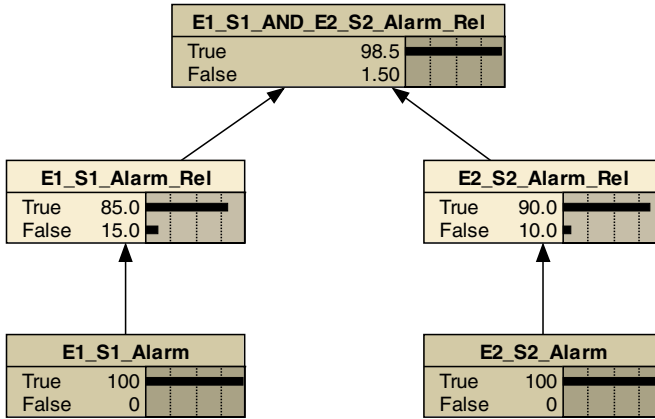 E1_S1_AND_E2_S2_Alarm_Rel
True 98.5
False 1.50
E1_S1_Alarm_Rel
True 85.0
False 15.0
E2_S2_Alarm_Rel
True 90.0
False 10.0
E1_S1_Alarm
True 100
False 0
E2_S2_Alarm
True 100
False 0